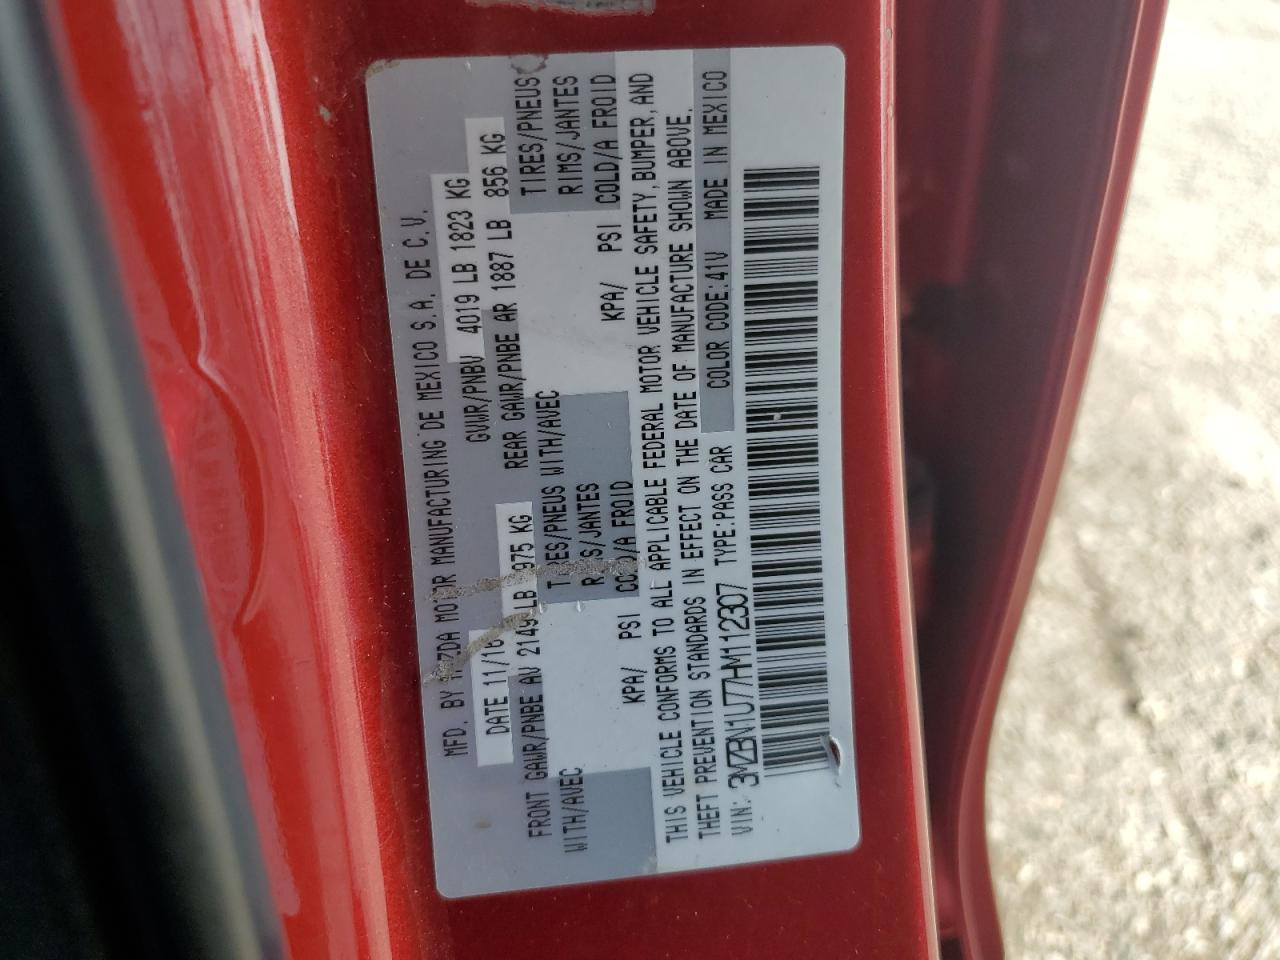 MFD. BY MAZDA MOTOR MANUFACTURING DE MEXICO S.A. DE C.V.
DATE 11/16 GVWR/PNBV 4019 LB 1823 KG
FRONT GAWR/PNBE AV 2149 LB 975 KG REAR GAWR/PNBE AR 1887 LB 856 KG
WITH/AVEC TIRES/PNEUS WITH/AVEC TIRES/PNEUS
RIMS/JANTES RIMS/JANTES
KPA/ PSI COLD/A FROID KPA/ PSI COLD/A FROID
THIS VEHICLE CONFORMS TO ALL APPLICABLE FEDERAL MOTOR VEHICLE SAFETY, BUMPER, AND
THEFT PREVENTION STANDARDS IN EFFECT ON THE DATE OF MANUFACTURE SHOWN ABOVE.
VIN: 3MZBN1U77HM112307 TYPE:PASS CAR COLOR CODE:41V MADE IN MEXICO